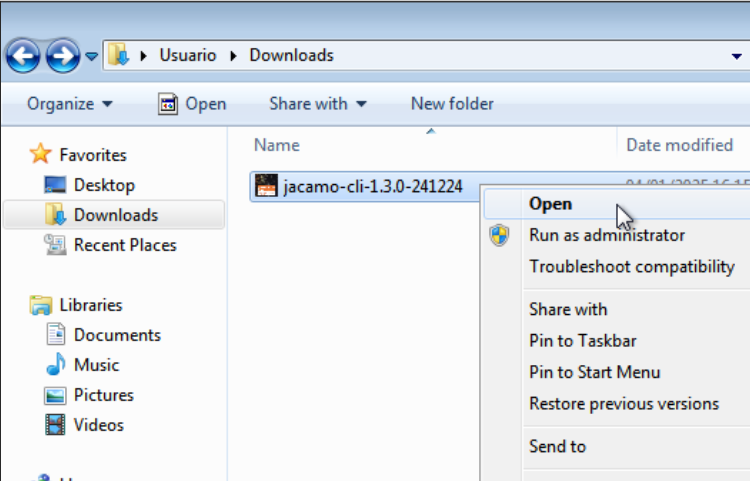 Usuario Downloads
Organize Open Share with New folder
Name Date modified
Favorites
Desktop
Downloads
Recent Places
Libraries
Documents
Music
Pictures
Videos
jacamo-cli-1.3.0-241224
Open
Run as administrator
Troubleshoot compatibility
Share with
Pin to Taskbar
Pin to Start Menu
Restore previous versions
Send to